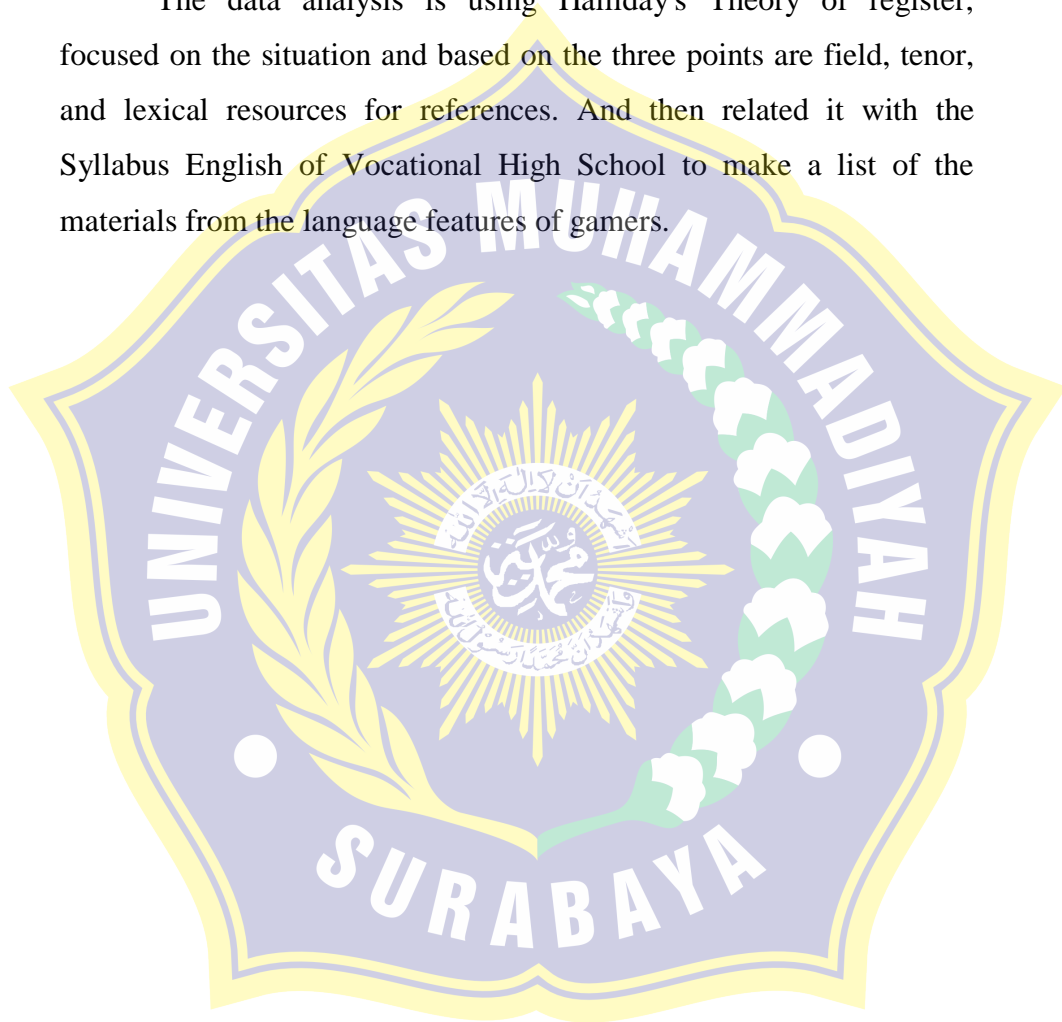 The data analysis is using Halliday's Theory of register,
focused on the situation and based on the three points are field, tenor,
and lexical resources for references. And then related it with the
Syllabus English of Vocational High School to make a list of the
materials from the language features of gamers.
UNIVERSITAS MUHAMMADIYAH
SURABAYA